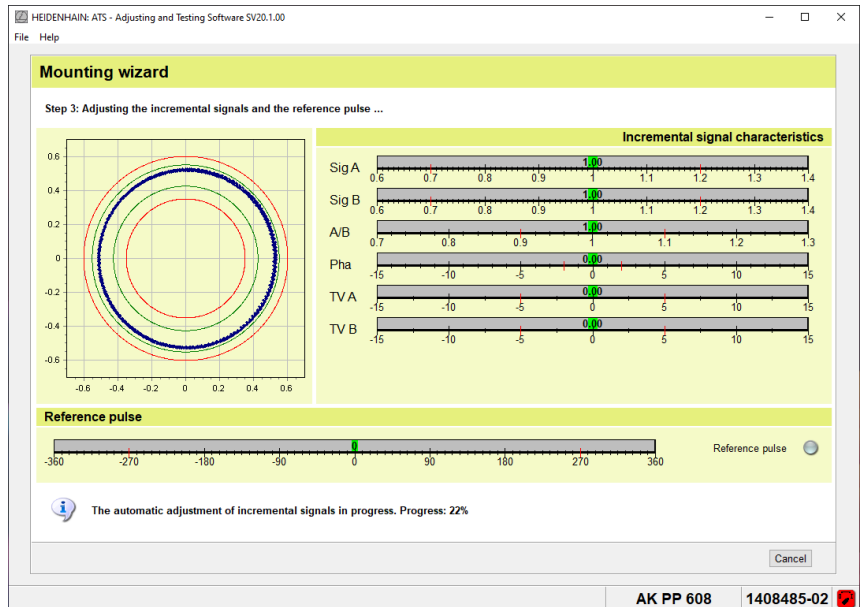 HEIDENHAIN: ATS - Adjusting and Testing Software SV20.1.00
File Help
Mounting wizard
Step 3: Adjusting the incremental signals and the reference pulse ...
0.6
0.4
0.2
0
-0.2
-0.4
-0.6
-0.6 -0.4 -0.2 0 0.2 0.4 0.6
Incremental signal characteristics
Sig A 1.00
0.6 0.7 0.8 0.9 1 1.1 1.2 1.3 1.4
Sig B 1.00
0.6 0.7 0.8 0.9 1 1.1 1.2 1.3 1.4
A/B 1.00
0.7 0.8 0.9 1 1.1 1.2 1.3
Pha 0.00
-15 -10 -5 0 5 10 15
TV A 0.00
-15 -10 -5 0 5 10 15
TV B 0.00
-15 -10 -5 0 5 10 15
Reference pulse
0
-360 -270 -180 -90 0 90 180 270 360
Reference pulse
The automatic adjustment of incremental signals in progress. Progress: 22%
Cancel
AK PP 608 1408485-02